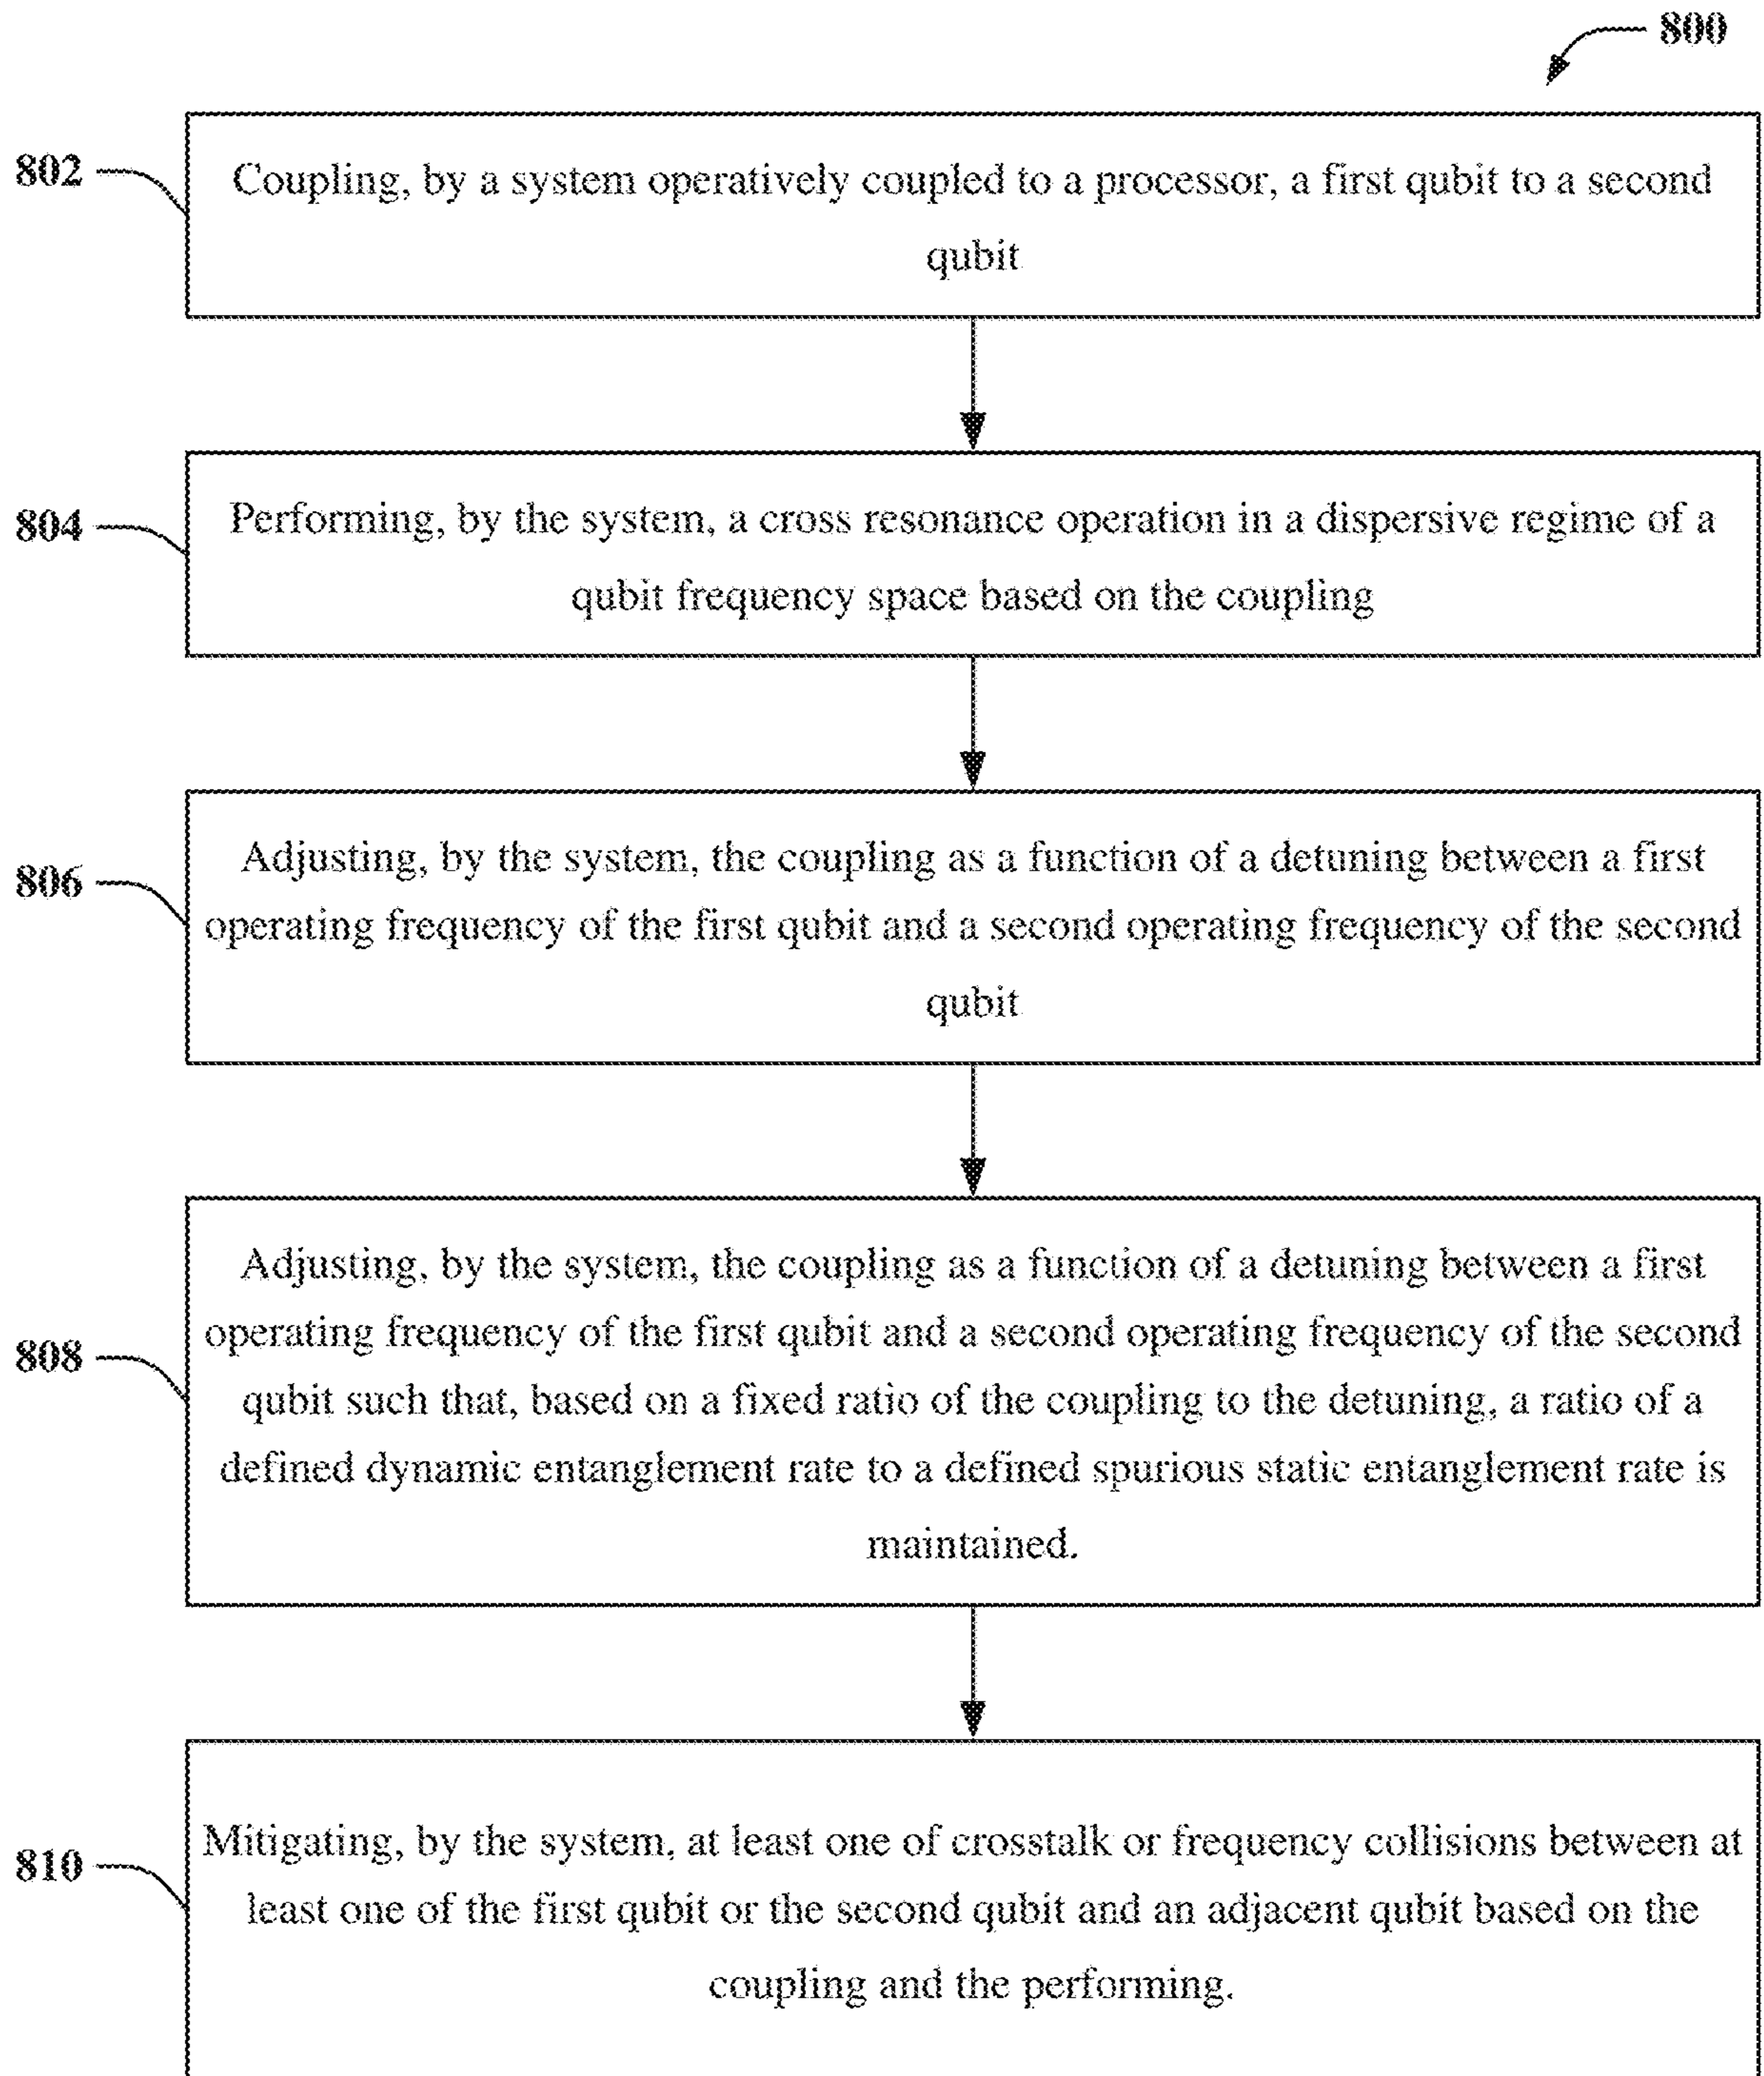 800
802
Coupling, by a system operatively coupled to a processor, a first qubit to a second
qubit
804
Performing, by the system, a cross resonance operation in a dispersive regime of a
qubit frequency space based on the coupling
806
Adjusting, by the system, the coupling as a function of a detuning between a first
operating frequency of the first qubit and a second operating frequency of the second
qubit
808
Adjusting, by the system, the coupling as a function of a detuning between a first
operating frequency of the first qubit and a second operating frequency of the second
qubit such that, based on a fixed ratio of the coupling to the detuning, a ratio of a
defined dynamic entanglement rate to a defined spurious static entanglement rate is
maintained.
810
Mitigating, by the system, at least one of crosstalk or frequency collisions between at
least one of the first qubit or the second qubit and an adjacent qubit based on the
coupling and the performing.